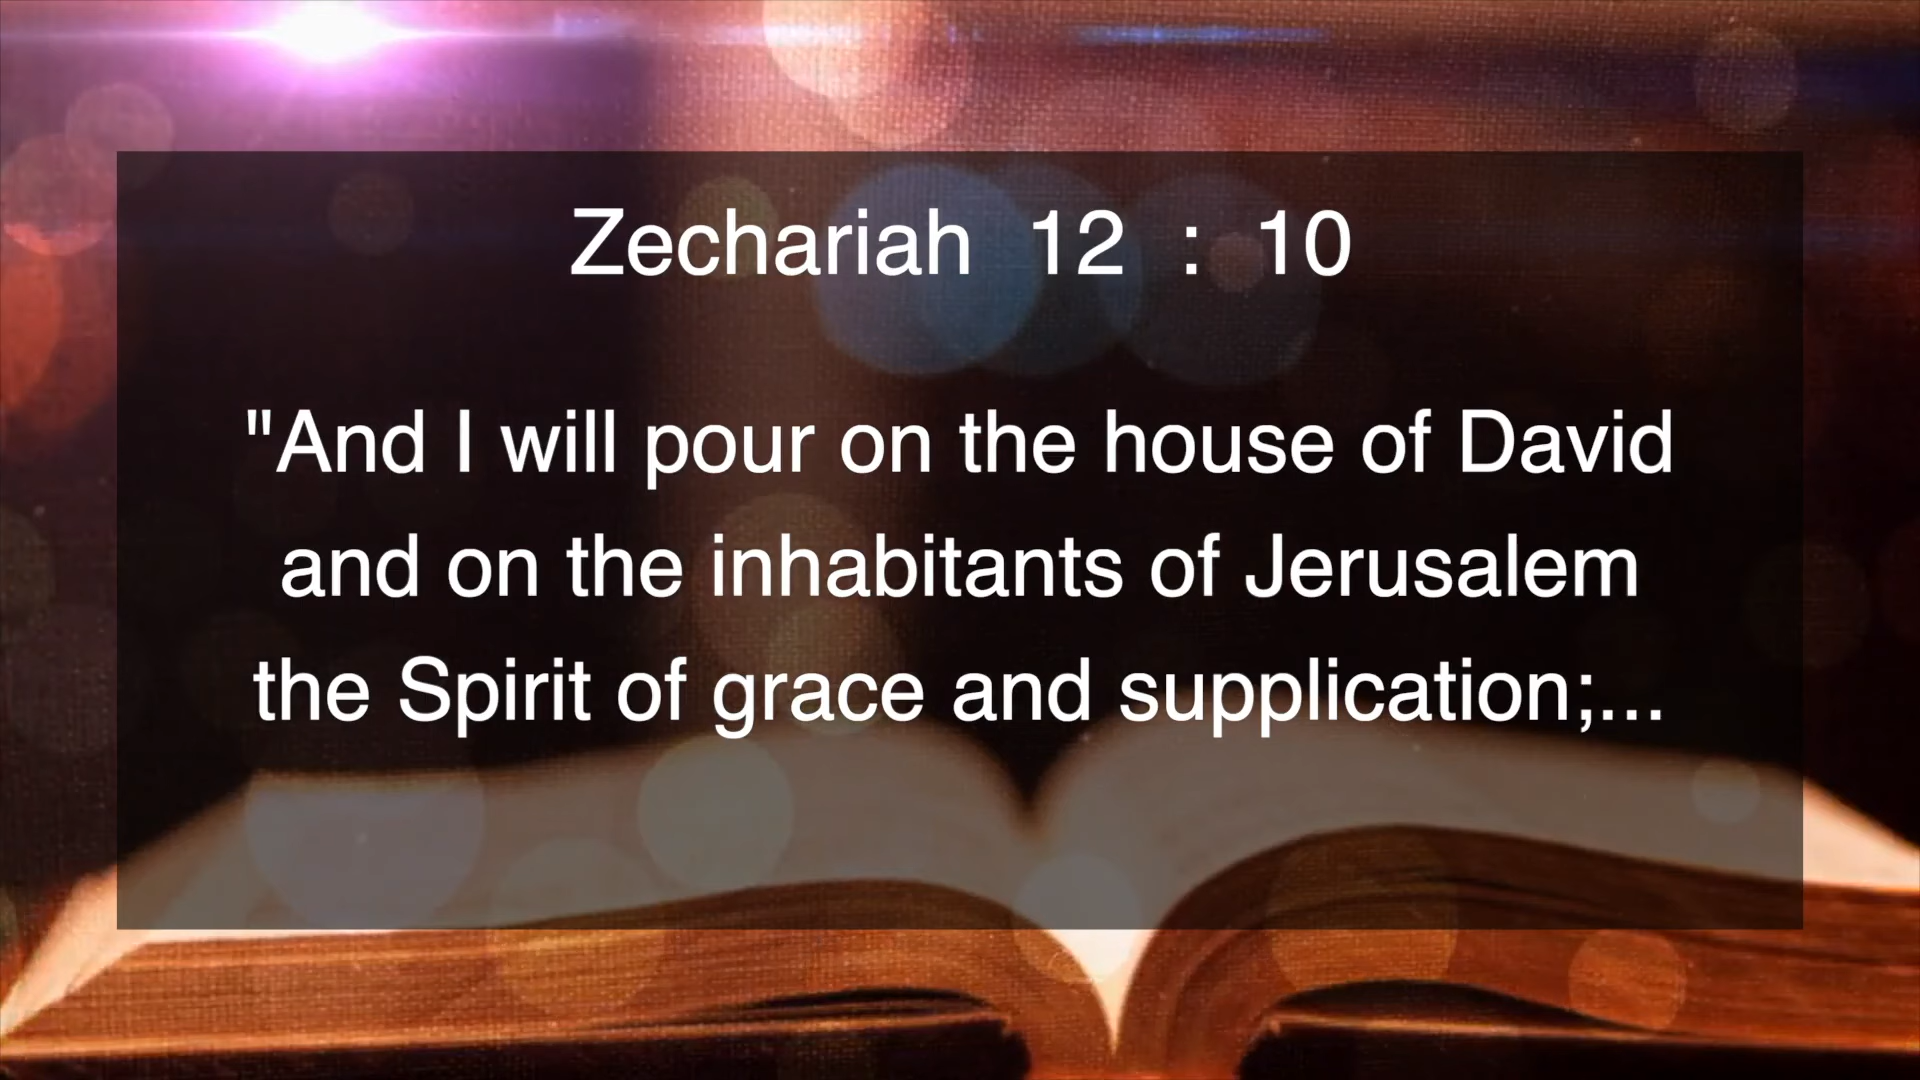 Zechariah 12 : 10
"And I will pour on the house of David
and on the inhabitants of Jerusalem
the Spirit of grace and supplication;...